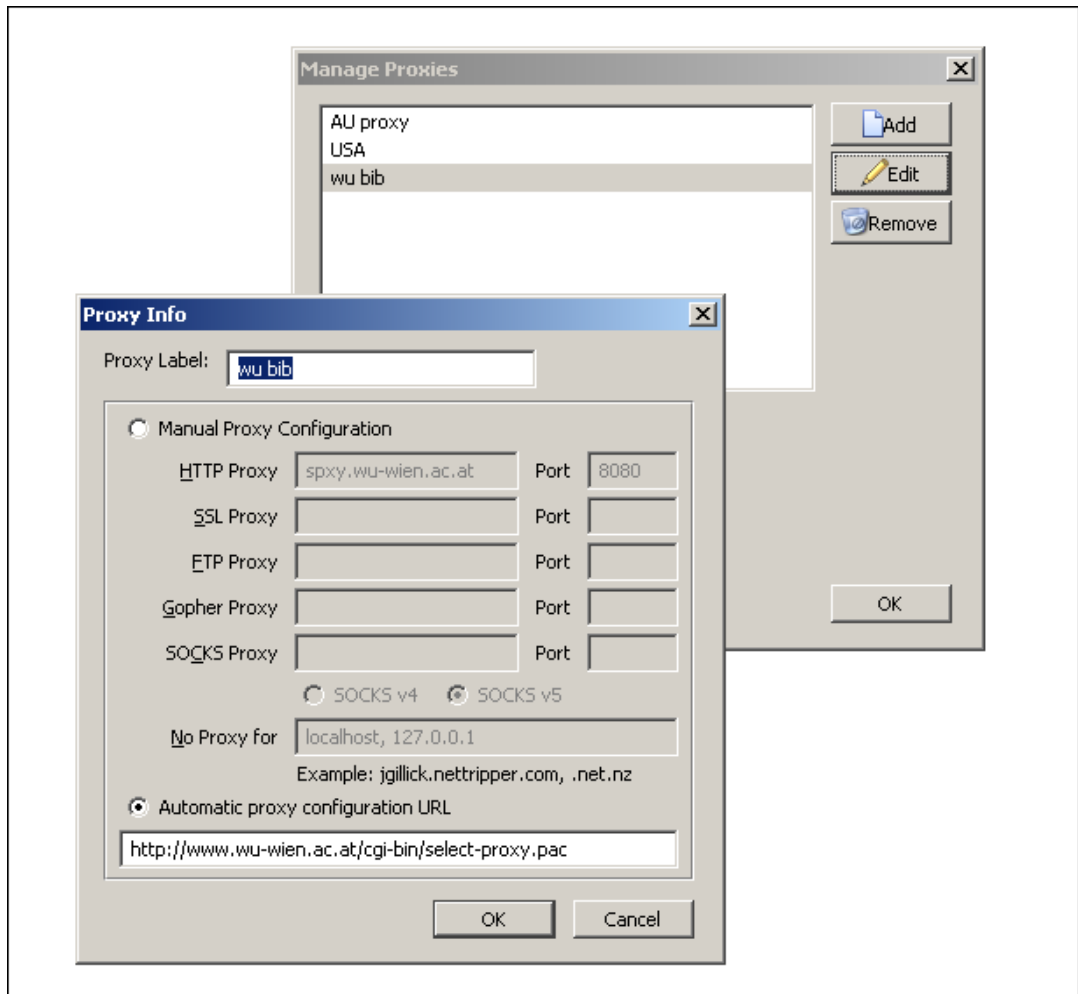 Manage Proxies
AU proxy
USA
wu bib
Add
Edit
Remove
OK
Proxy Info
Proxy Label: wu bib
Manual Proxy Configuration
HTTP Proxy spxy.wu-wien.ac.at Port 8080
SSL Proxy Port
FTP Proxy Port
Gopher Proxy Port
SOCKS Proxy Port
SOCKS v4 SOCKS v5
No Proxy for localhost, 127.0.0.1
Example: jgillick.nettripper.com, .net.nz
Automatic proxy configuration URL
http://www.wu-wien.ac.at/cgi-bin/select-proxy.pac
OK Cancel